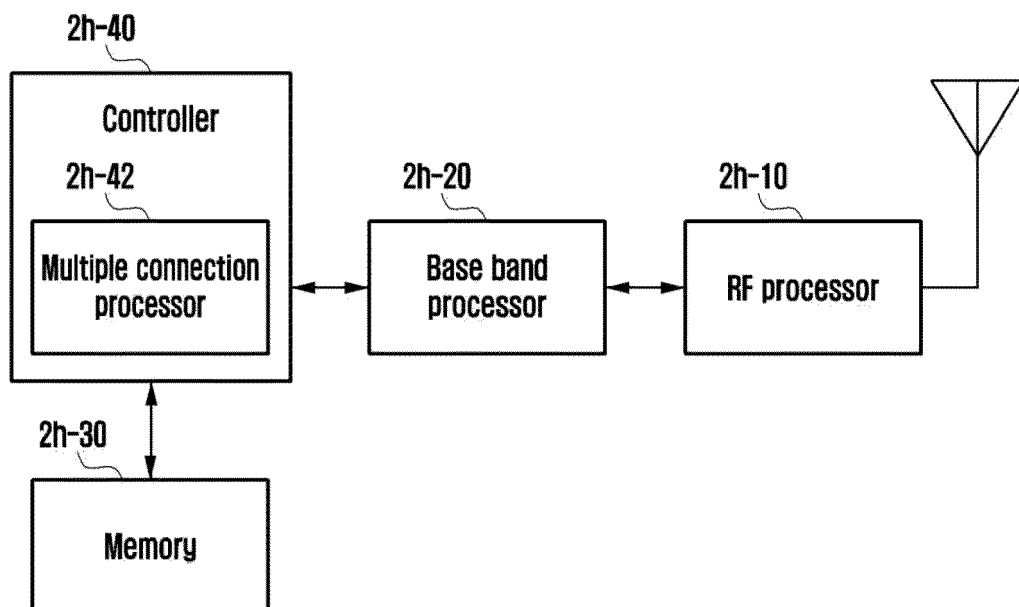 2h-40
Controller
2h-42
Multiple connection
processor
2h-20
Base band
processor
2h-10
RF processor
2h-30
Memory